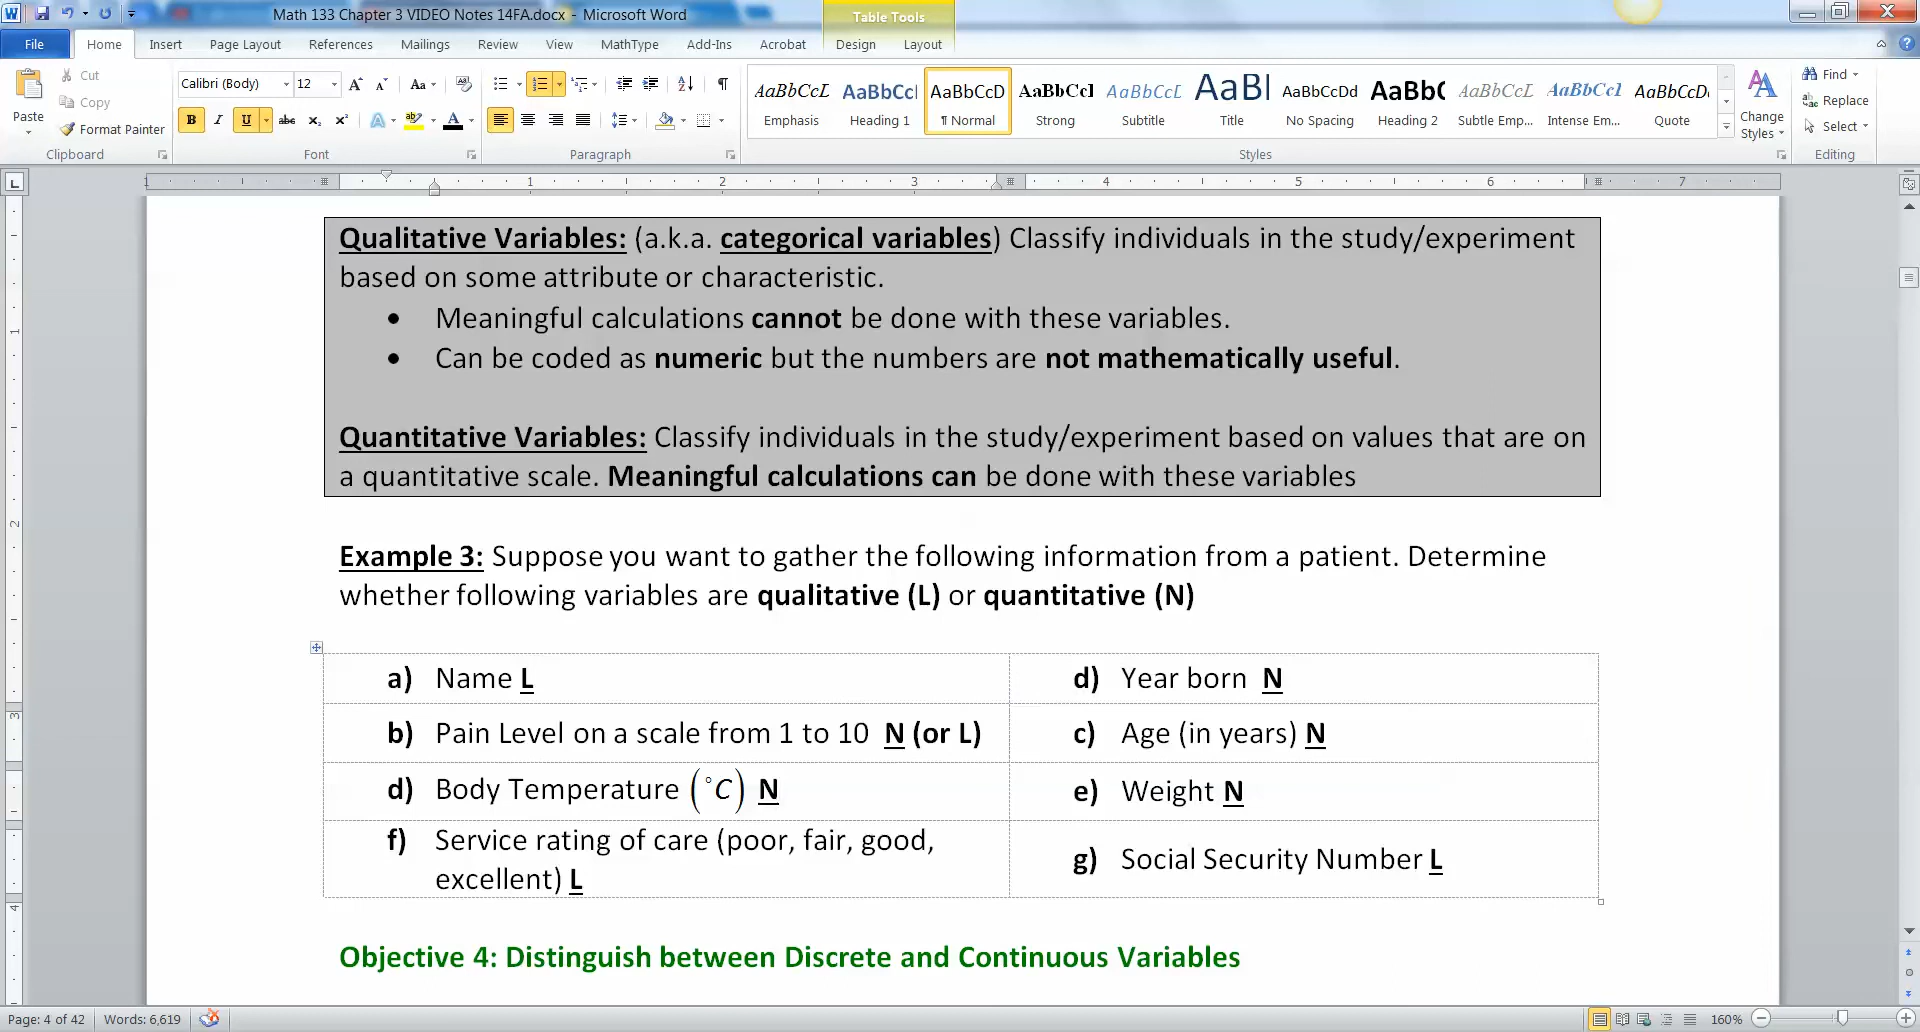 Math 133 Chapter 3 VIDEO Notes 14FA.docx - Microsoft Word
Table Tools
File Home Insert Page Layout References Mailings Review View MathType Add-Ins Acrobat Design Layout
Paste
Cut
Copy
Format Painter
Clipboard
Calibri (Body) 12
Font
Paragraph
AaBbCcL AaBbCcI AaBbCcD AaBbCcI AaBbCcL AaBl AaBbCcDd AaBbC AaBbCcL AaBbCcI AaBbCcD
Emphasis Heading 1 ¶ Normal Strong Subtitle Title No Spacing Heading 2 Subtle Emp... Intense Em... Quote
Styles
Change
Styles
Find
Replace
Select
Editing
1 1 2 3 4 5 6 7
Qualitative Variables: (a.k.a. categorical variables) Classify individuals in the study/experiment
based on some attribute or characteristic.
• Meaningful calculations cannot be done with these variables.
• Can be coded as numeric but the numbers are not mathematically useful.
Quantitative Variables: Classify individuals in the study/experiment based on values that are on
a quantitative scale. Meaningful calculations can be done with these variables
Example 3: Suppose you want to gather the following information from a patient. Determine
whether following variables are qualitative (L) or quantitative (N)
a) Name L
d) Year born N
b) Pain Level on a scale from 1 to 10 N (or L)
c) Age (in years) N
d) Body Temperature (°C) N
e) Weight N
f) Service rating of care (poor, fair, good,
excellent) L
g) Social Security Number L
Objective 4: Distinguish between Discrete and Continuous Variables
Page: 4 of 42 Words: 6,619 160%